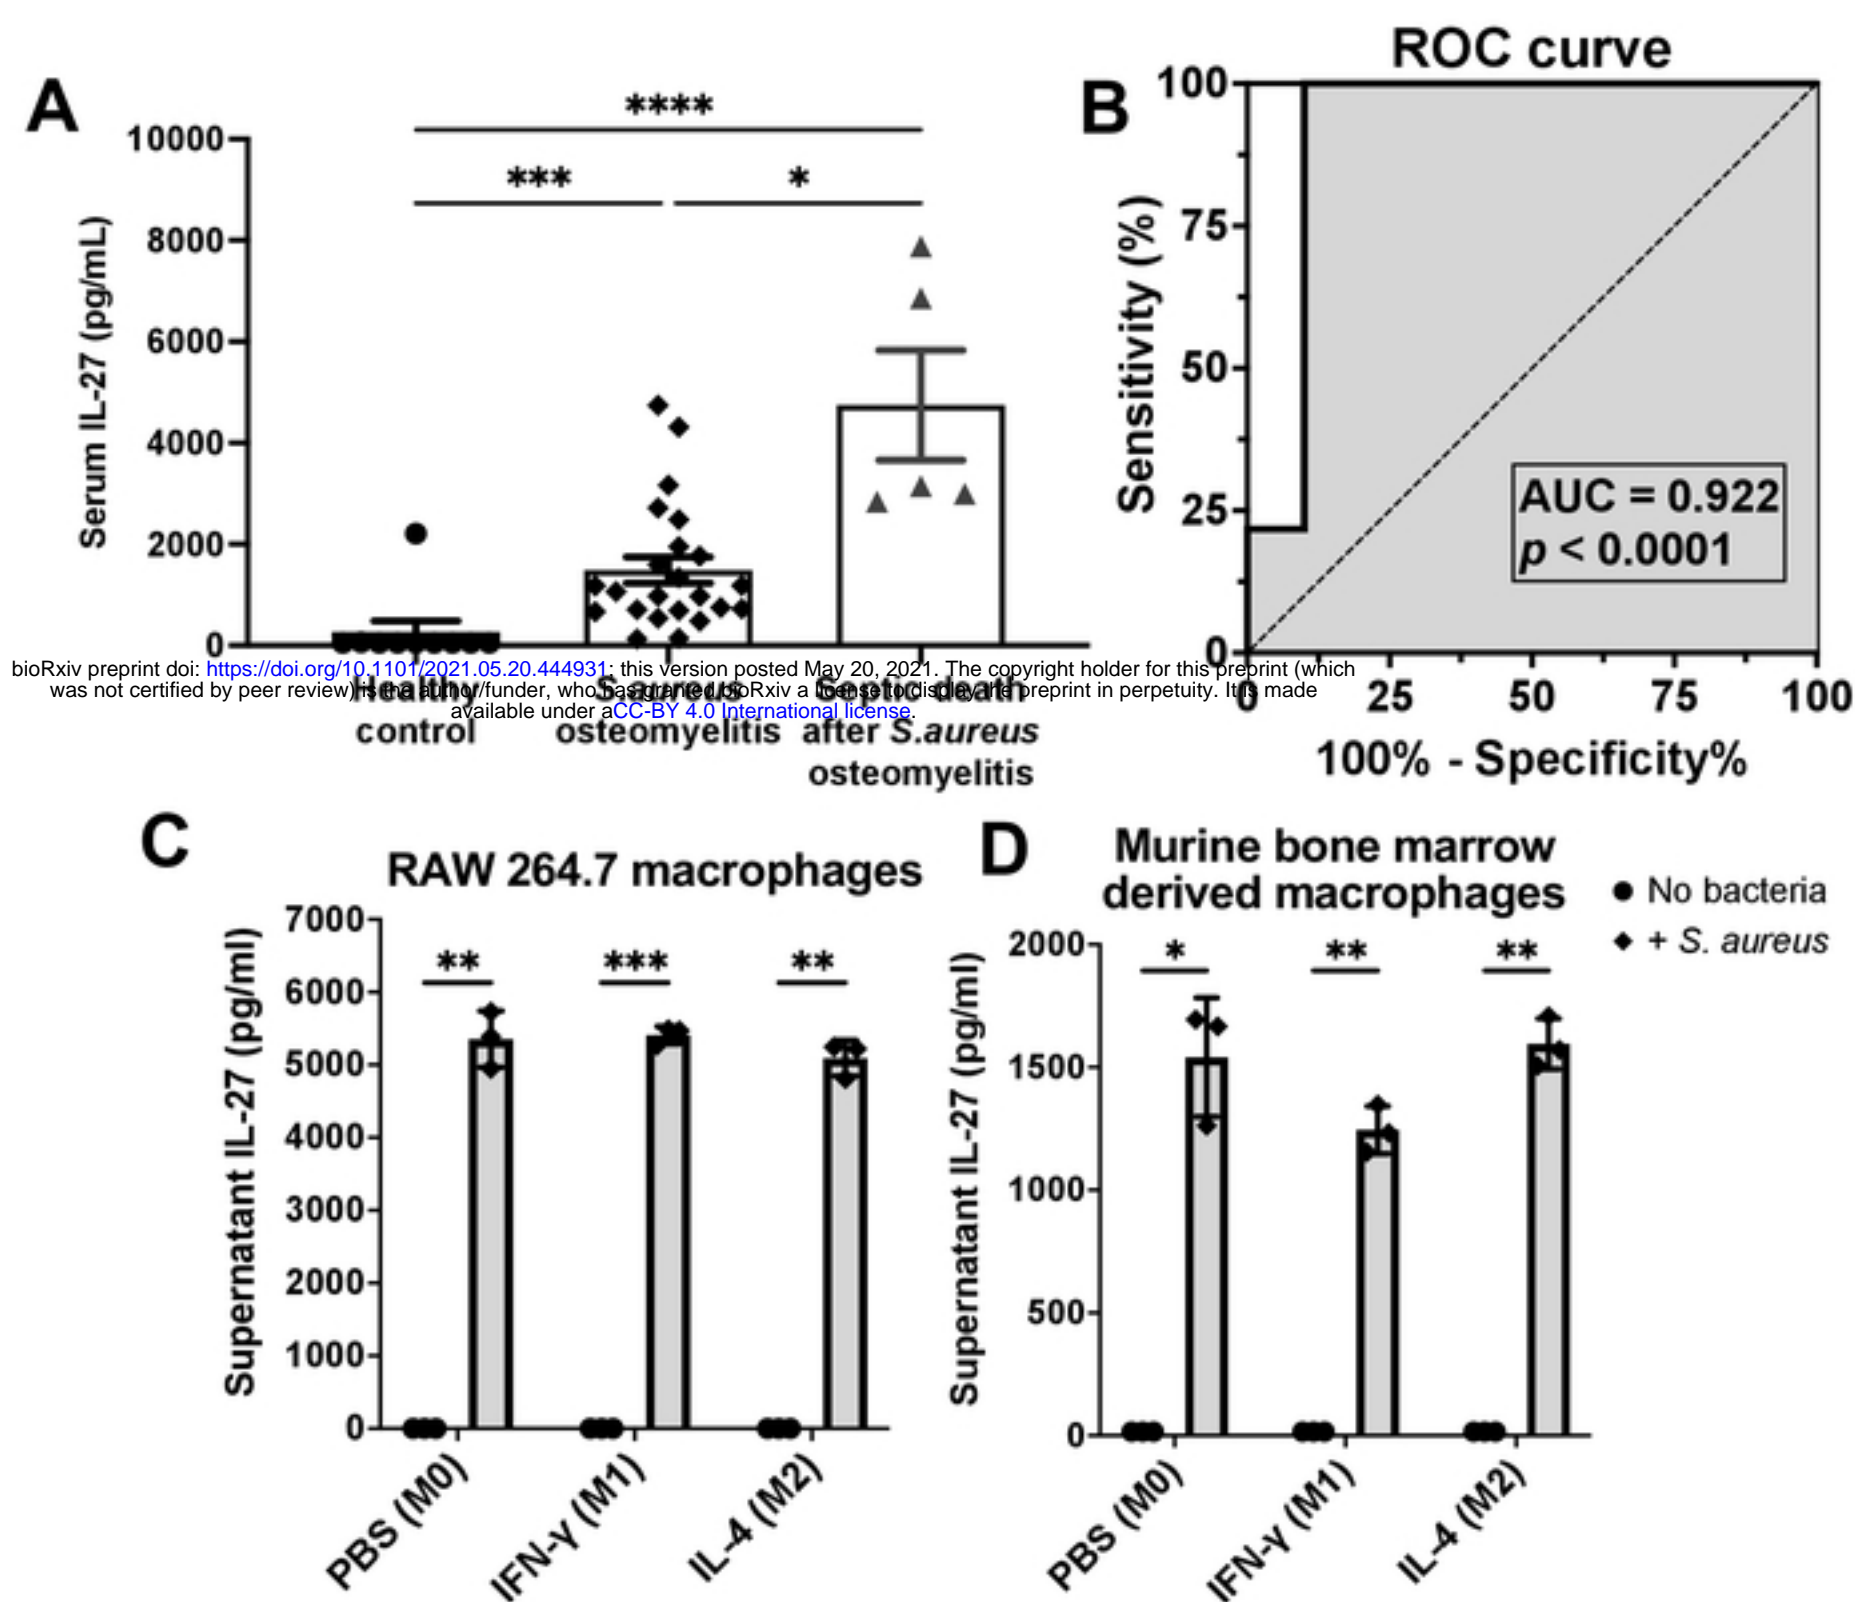 A
****
***
*
10000
8000
6000
4000
2000
0
Serum IL-27 (pg/mL)
bioRxiv preprint doi: https://doi.org/10.1101/2021.05.20.444931; this version posted May 20, 2021. The copyright holder for this preprint (which
was not certified by peer review) is the author/funder, who has granted bioRxiv a license to display the preprint in perpetuity. It is made
available under aCC-BY 4.0 International license.
Healthy
control
S.aureus
osteomyelitis
Septic death
after S.aureus
osteomyelitis
B
ROC curve
100
75
50
25
0
Sensitivity (%)
AUC = 0.922
p < 0.0001
0
25
50
75
100
100% - Specificity%
C
RAW 264.7 macrophages
7000
6000
5000
4000
3000
2000
1000
0
Supernatant IL-27 (pg/ml)
**
***
**
PBS (M0)
IFN-γ (M1)
IL-4 (M2)
D
Murine bone marrow
derived macrophages
No bacteria
+ S. aureus
2000
1500
1000
500
0
Supernatant IL-27 (pg/ml)
*
**
**
PBS (M0)
IFN-γ (M1)
IL-4 (M2)